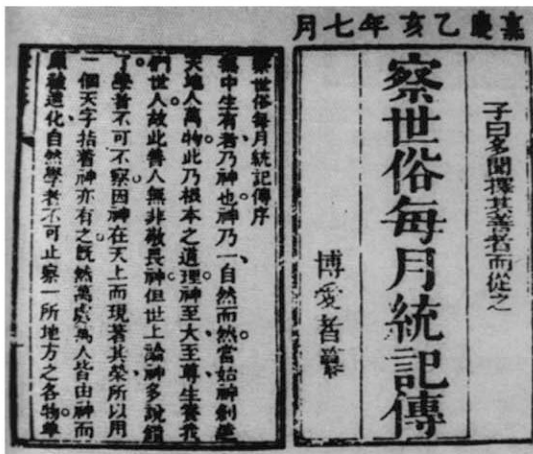 嘉慶乙亥年七月
子曰多聞擇其善者而從之
察世俗每月統記傳
博愛者纂
察世俗每月統記傳序
無中生有者乃神也神乃一自然而然當始神創造
天地人萬物此乃根本之道理神至大至尊生養我
們世人故此善人無非敬畏神但世上論神多說錯
了學者不可不察因神在天上而現著其榮所以用
一個天字指著神亦有之既然萬處萬人皆由神而
原被造化自然學者不可止察一所地方之各物單